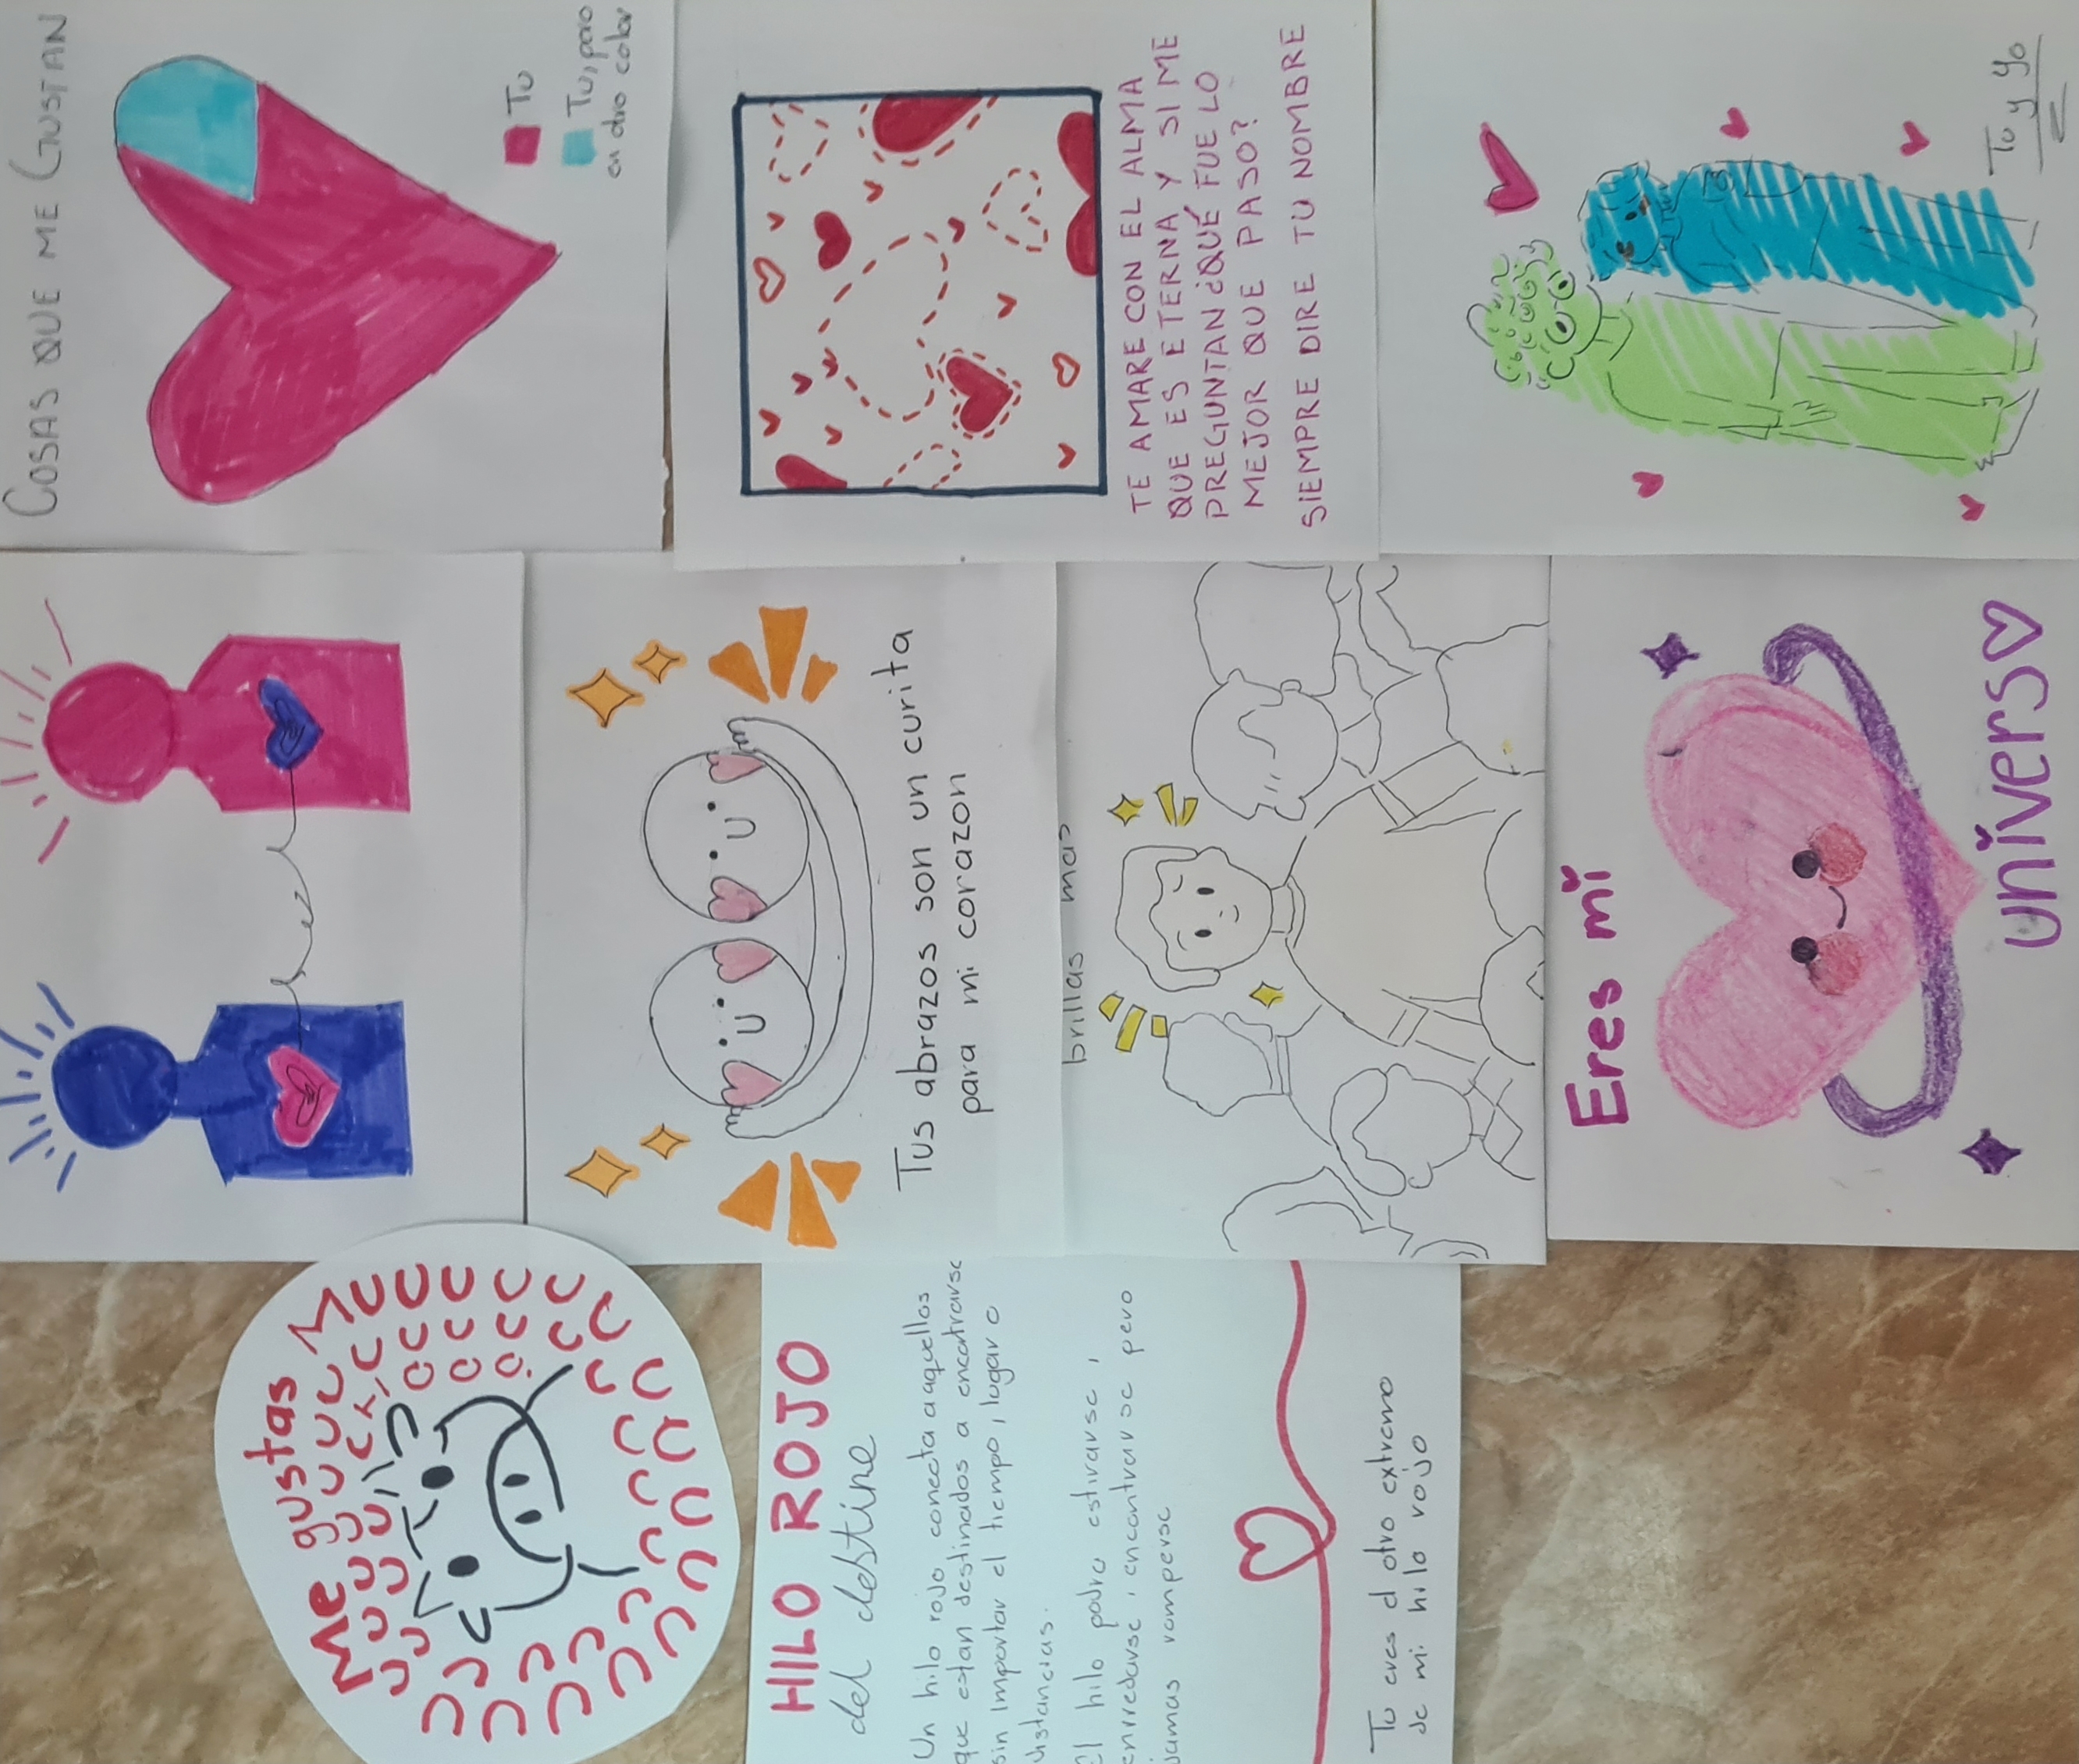 Me gustas M
HILO ROJO
del destino
Un hilo rojo conecta a aquellos
que estan destinados a encotrarse
sin importar el tiempo, lugar o
distancias.
El hilo podra estirarse,
enrredarse, encontrarse pero
jamas romperse
Tu eres el otro extremo
de mi hilo rojo
Tus abrazos son un curita
para mi corazon
brillas mas
Eres mi
universo
COSAS QUE ME GUSTAN
Tu
Tu, pero
en otro color
TE AMARE CON EL ALMA
QUE ES ETERNA Y SI ME
PREGUNTAN ¿QUÉ FUE LO
MEJOR QUE PASO?
SIEMPRE DIRE TU NOMBRE
Tu y Yo